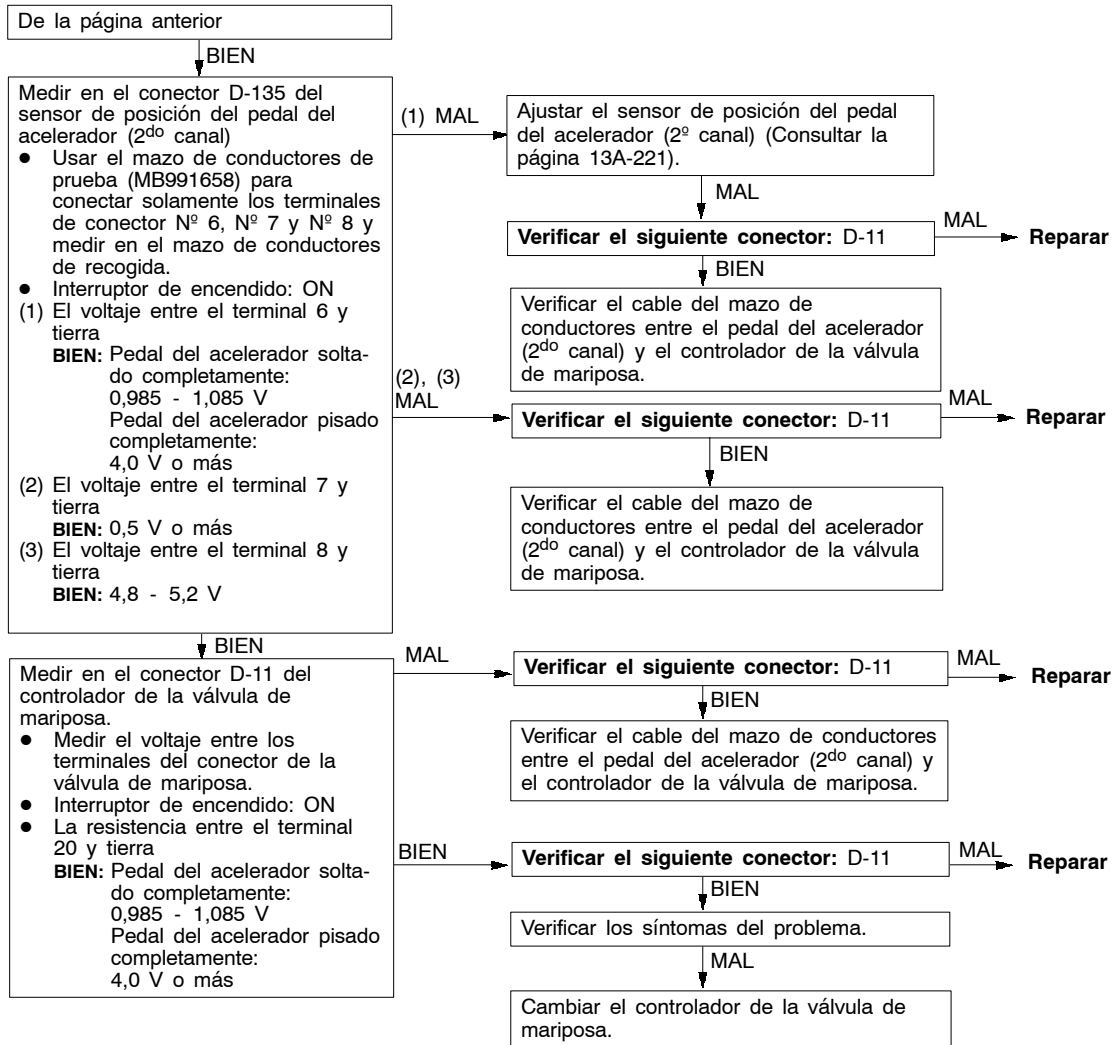 De la página anterior
BIEN
Medir en el conector D-135 del
sensor de posición del pedal del
acelerador (2do canal)
● Usar el mazo de conductores de
prueba (MB991658) para
conectar solamente los terminales
de conector Nº 6, Nº 7 y Nº 8 y
medir en el mazo de conductores
de recogida.
● Interruptor de encendido: ON
(1) El voltaje entre el terminal 6 y
tierra
BIEN: Pedal del acelerador solta-
do completamente:
0,985 - 1,085 V
Pedal del acelerador pisado
completamente:
4,0 V o más
(2) El voltaje entre el terminal 7 y
tierra
BIEN: 0,5 V o más
(3) El voltaje entre el terminal 8 y
tierra
BIEN: 4,8 - 5,2 V
(1) MAL
Ajustar el sensor de posición del pedal
del acelerador (2º canal) (Consultar la
página 13A-221).
MAL
Verificar el siguiente conector: D-11
MAL
Reparar
BIEN
Verificar el cable del mazo de
conductores entre el pedal del acelerador
(2do canal) y el controlador de la válvula
de mariposa.
(2), (3)
MAL
Verificar el siguiente conector: D-11
MAL
Reparar
BIEN
Verificar el cable del mazo de
conductores entre el pedal del acelerador
(2do canal) y el controlador de la válvula
de mariposa.
BIEN
Medir en el conector D-11 del
controlador de la válvula de
mariposa.
● Medir el voltaje entre los
terminales del conector de la
válvula de mariposa.
● Interruptor de encendido: ON
● La resistencia entre el terminal
20 y tierra
BIEN: Pedal del acelerador solta-
do completamente:
0,985 - 1,085 V
Pedal del acelerador pisado
completamente:
4,0 V o más
MAL
Verificar el siguiente conector: D-11
MAL
Reparar
BIEN
Verificar el cable del mazo de conductores
entre el pedal del acelerador (2do canal) y
el controlador de la válvula de mariposa.
BIEN
Verificar el siguiente conector: D-11
MAL
Reparar
BIEN
Verificar los síntomas del problema.
MAL
Cambiar el controlador de la válvula de
mariposa.